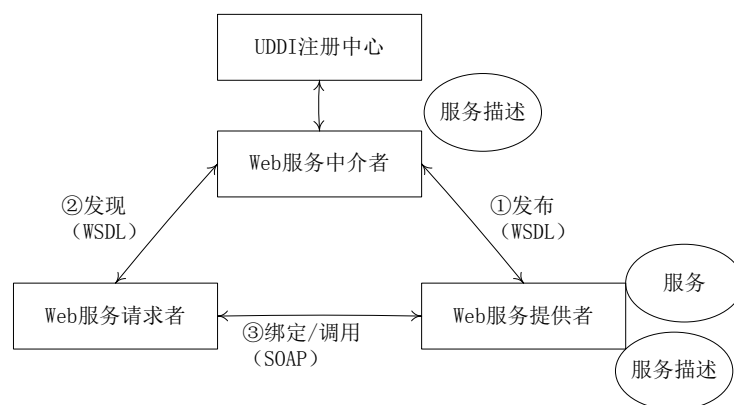 UDDI注册中心
服务描述
Web服务中介者
②发现
（WSDL）
①发布
（WSDL）
服务
Web服务请求者
Web服务提供者
③绑定/调用
（SOAP）
服务描述